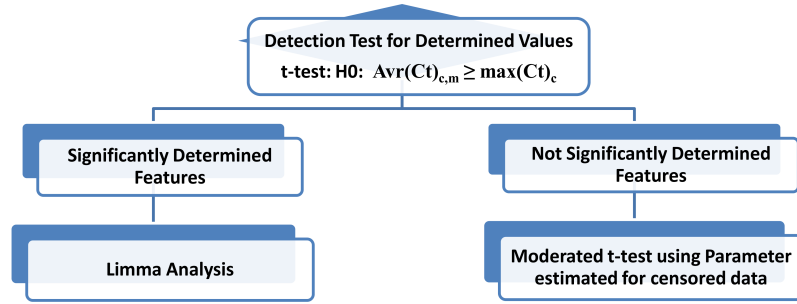 Detection Test for Determined Values
t-test: H0: Avr(Ct)c,m ≥ max(Ct)c
Significantly Determined
Features
Not Significantly Determined
Features
Limma Analysis
Moderated t-test using Parameter
estimated for censored data